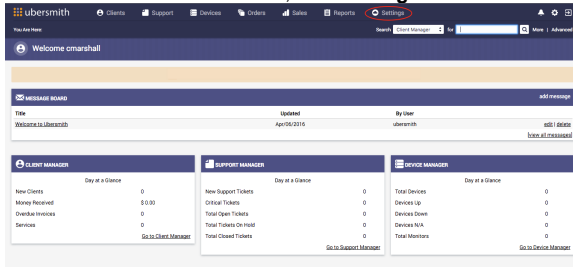 ubersmith Clients Support Devices Orders Sales Reports Settings
You Are Here: Search Client Manager for More | Advanced
Welcome cmarshall
MESSAGE BOARD add message
Title Updated By User
Welcome to Ubersmith Apr/06/2016 ubersmith edit | delete
[view all messages]
CLIENT MANAGER SUPPORT MANAGER DEVICE MANAGER
Day at a Glance Day at a Glance Day at a Glance
New Clients 0 New Support Tickets 0 Total Devices 0
Money Received $ 0.00 Critical Tickets 0 Devices Up 0
Overdue Invoices 0 Total Open Tickets 0 Devices Down 0
Services 0 Total Tickets On Hold 0 Devices N/A 0
Go to Client Manager Total Closed Tickets 0 Total Monitors 0
Go to Support Manager Go to Device Manager